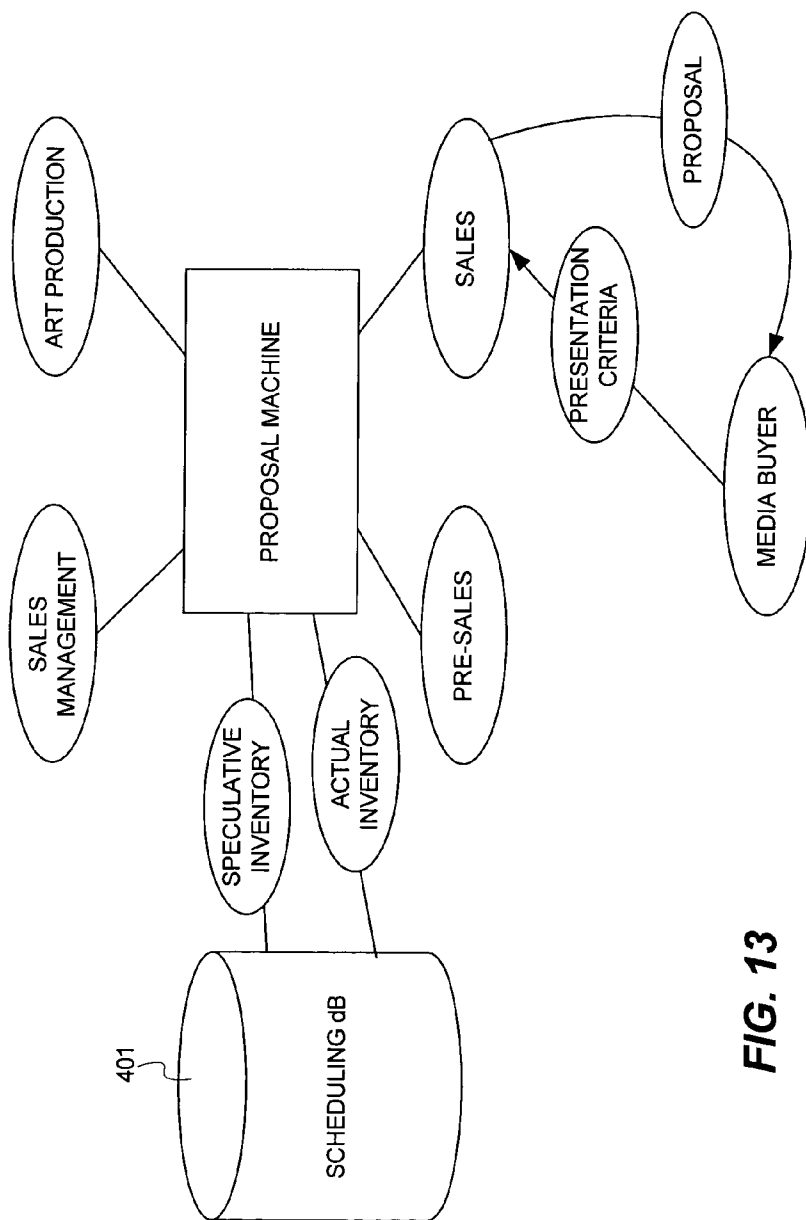 SALES
MANAGEMENT
ART PRODUCTION
401
SPECULATIVE
INVENTORY
PROPOSAL MACHINE
SCHEDULING dB
ACTUAL
INVENTORY
PRE-SALES
SALES
PRESENTATION
CRITERIA
PROPOSAL
MEDIA BUYER
FIG. 13